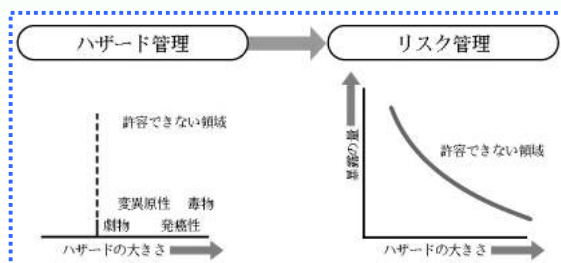 ハザード管理
リスク管理
許容できない領域
変異原性 毒物
劇物 発癌性
ハザードの大きさ
暴露の量
許容できない領域
ハザードの大きさ